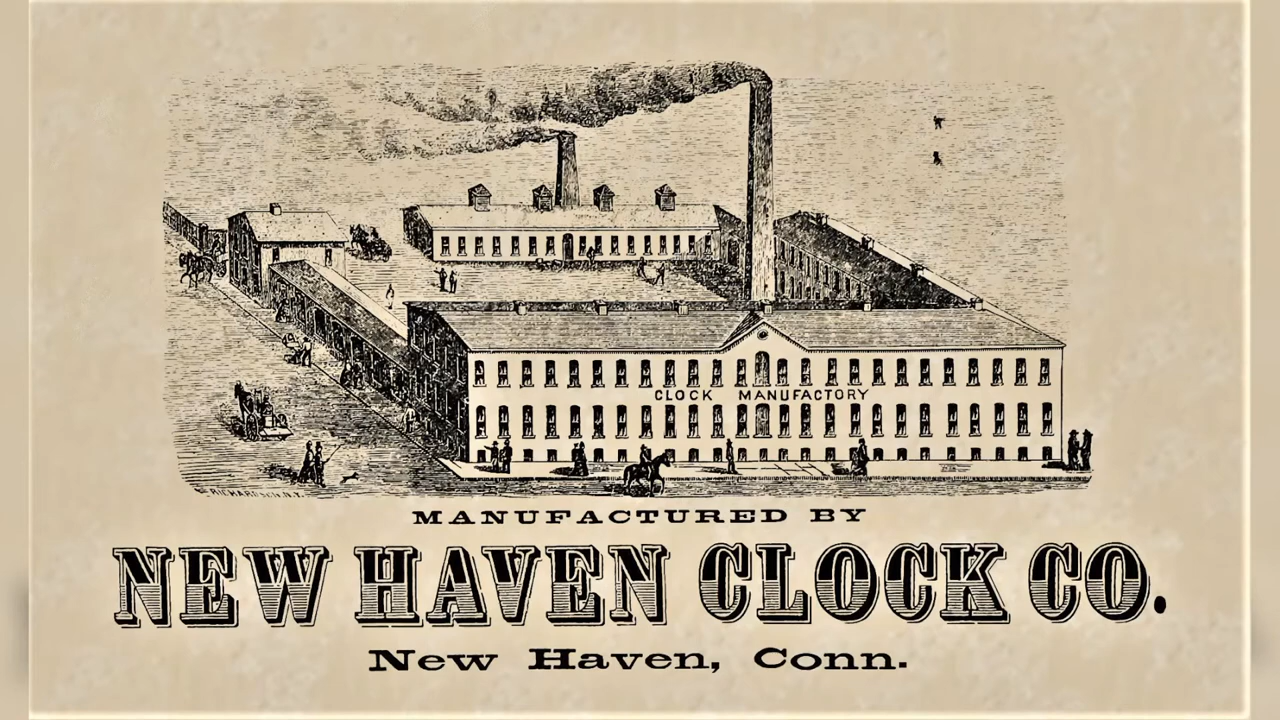 CLOCK MANUFACTORY
MANUFACTURED BY
NEW HAVEN CLOCK CO.
New Haven, Conn.